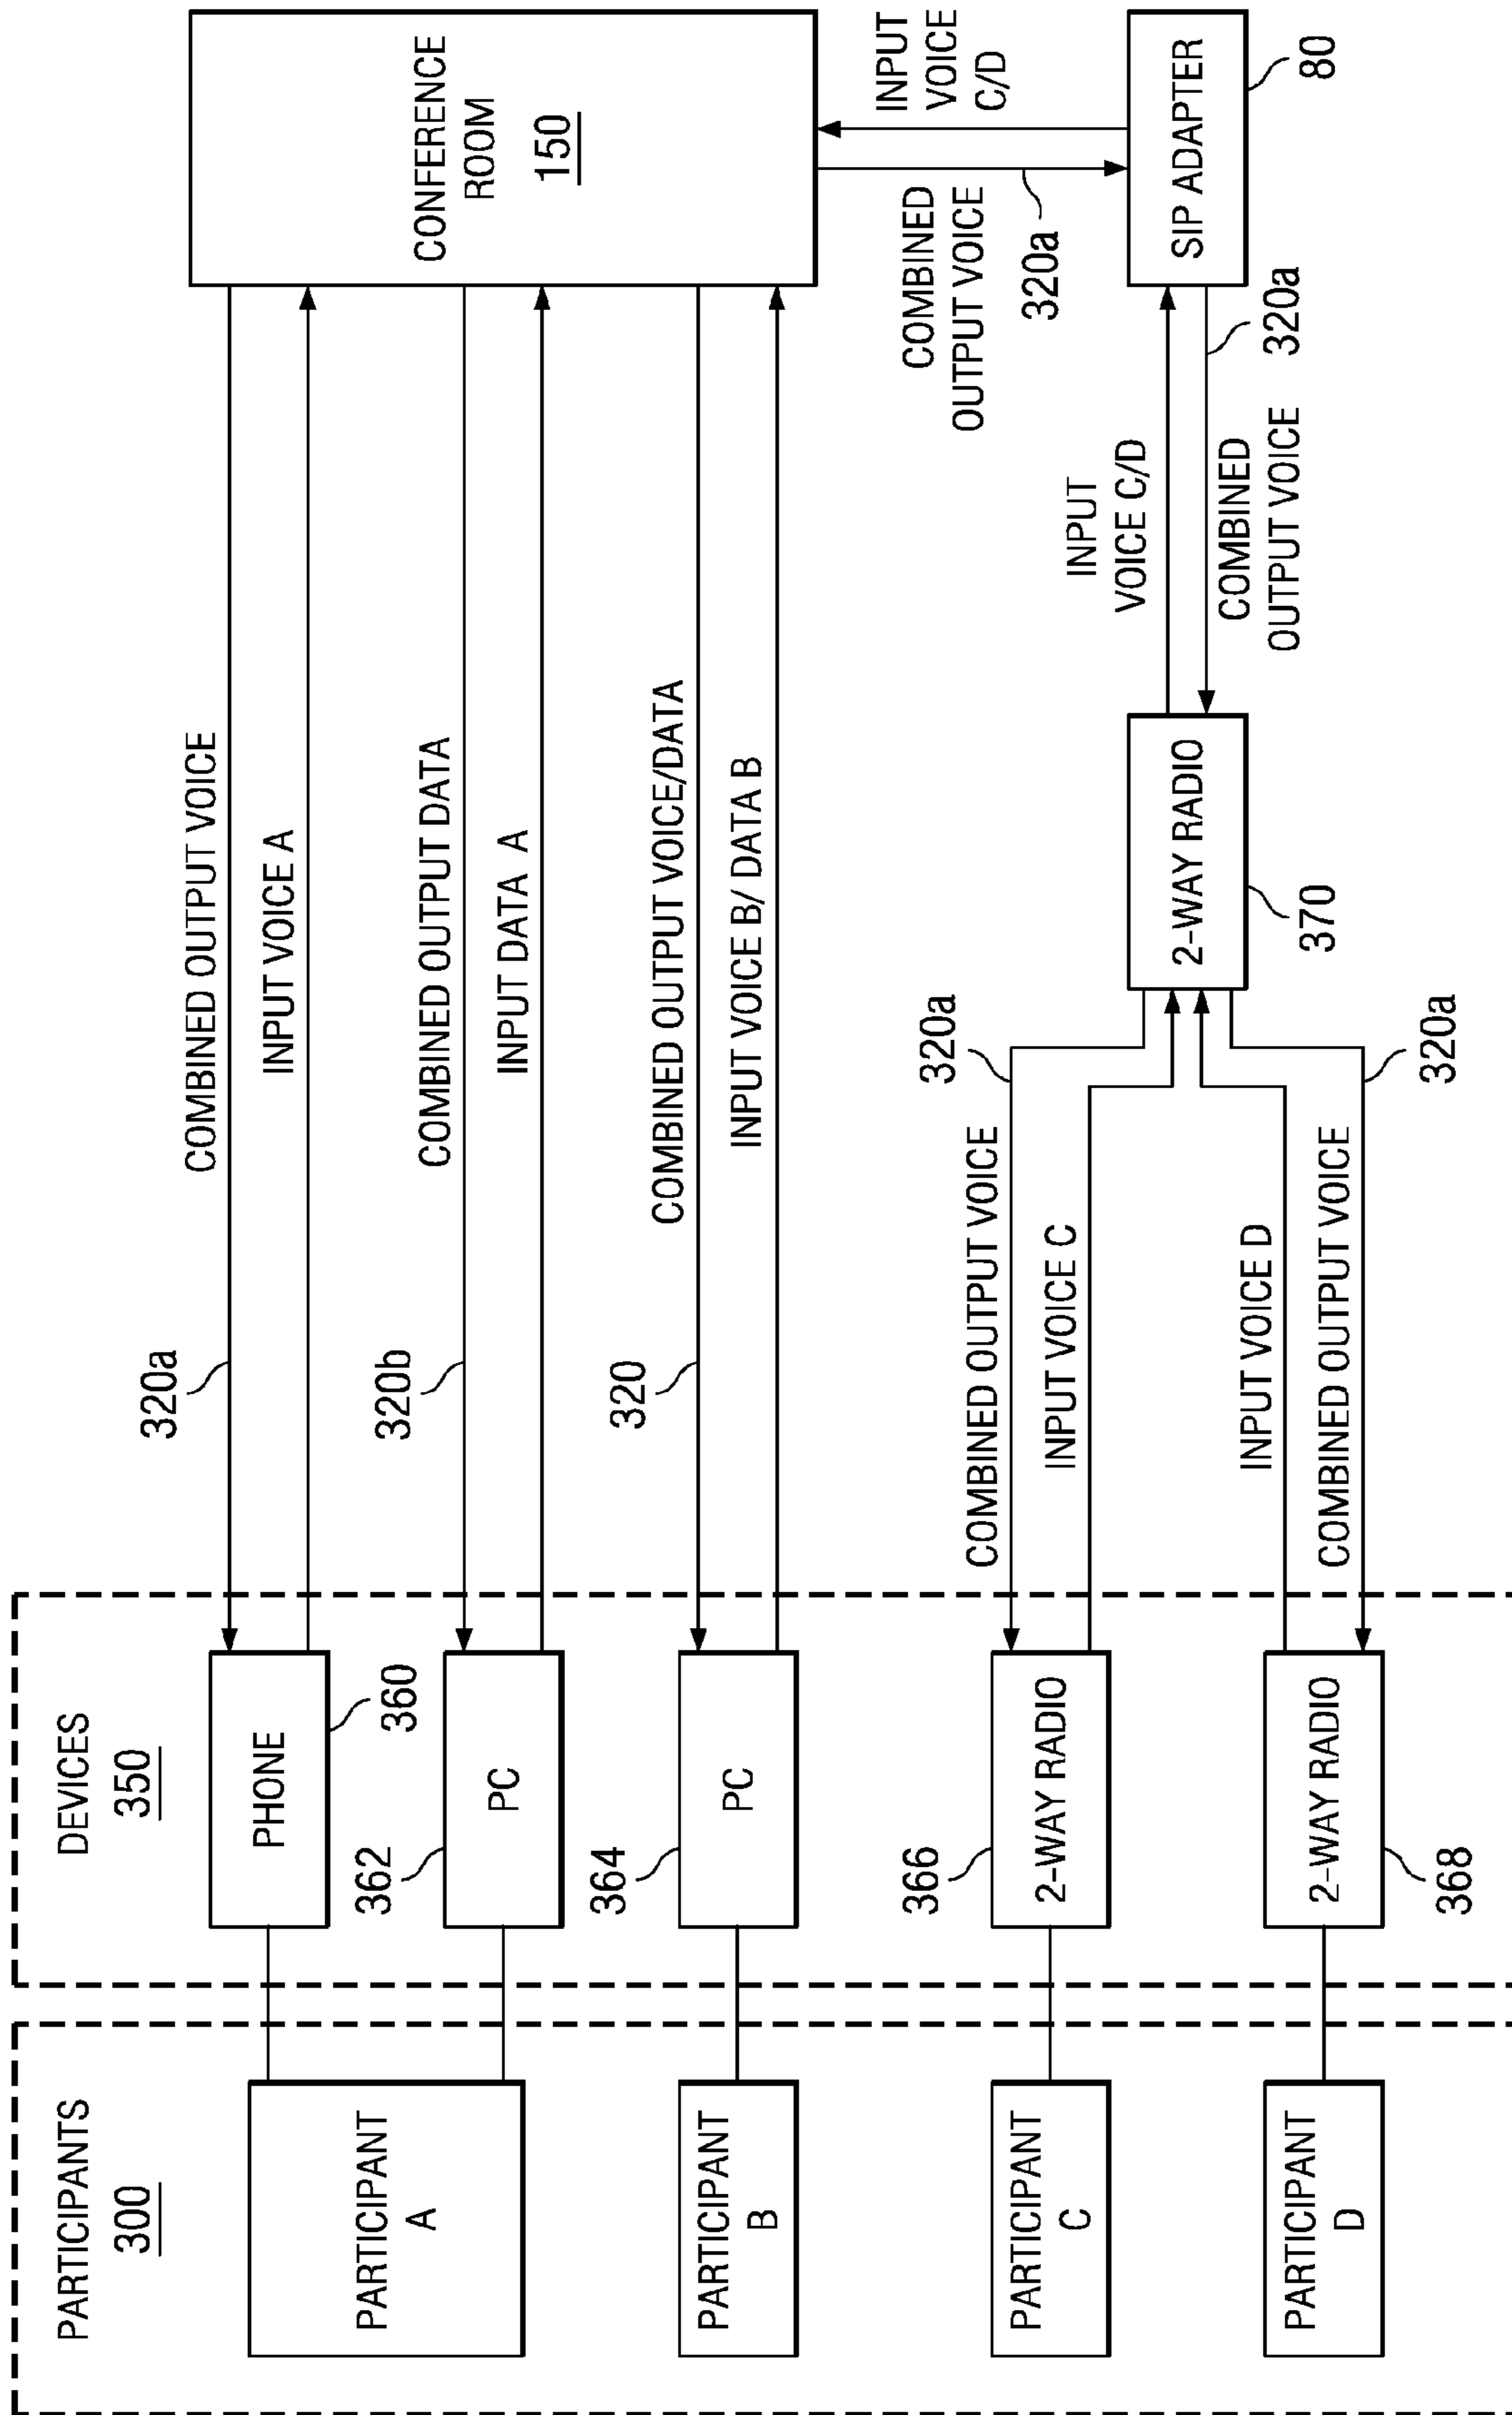 PARTICIPANTS
300
PARTICIPANT
A
PARTICIPANT
B
PARTICIPANT
C
PARTICIPANT
D
DEVICES
350
PHONE
360
PC
362
PC
364
2-WAY RADIO
366
2-WAY RADIO
368
320a
COMBINED OUTPUT VOICE
INPUT VOICE A
320b
COMBINED OUTPUT DATA
INPUT DATA A
320
COMBINED OUTPUT VOICE/DATA
INPUT VOICE B/ DATA B
COMBINED OUTPUT VOICE
320a
INPUT VOICE C
INPUT VOICE D
COMBINED OUTPUT VOICE
320a
2-WAY RADIO
370
INPUT
VOICE C/D
COMBINED
OUTPUT VOICE
320a
CONFERENCE
ROOM
150
COMBINED
OUTPUT VOICE
320a
INPUT
VOICE
C/D
SIP ADAPTER
80